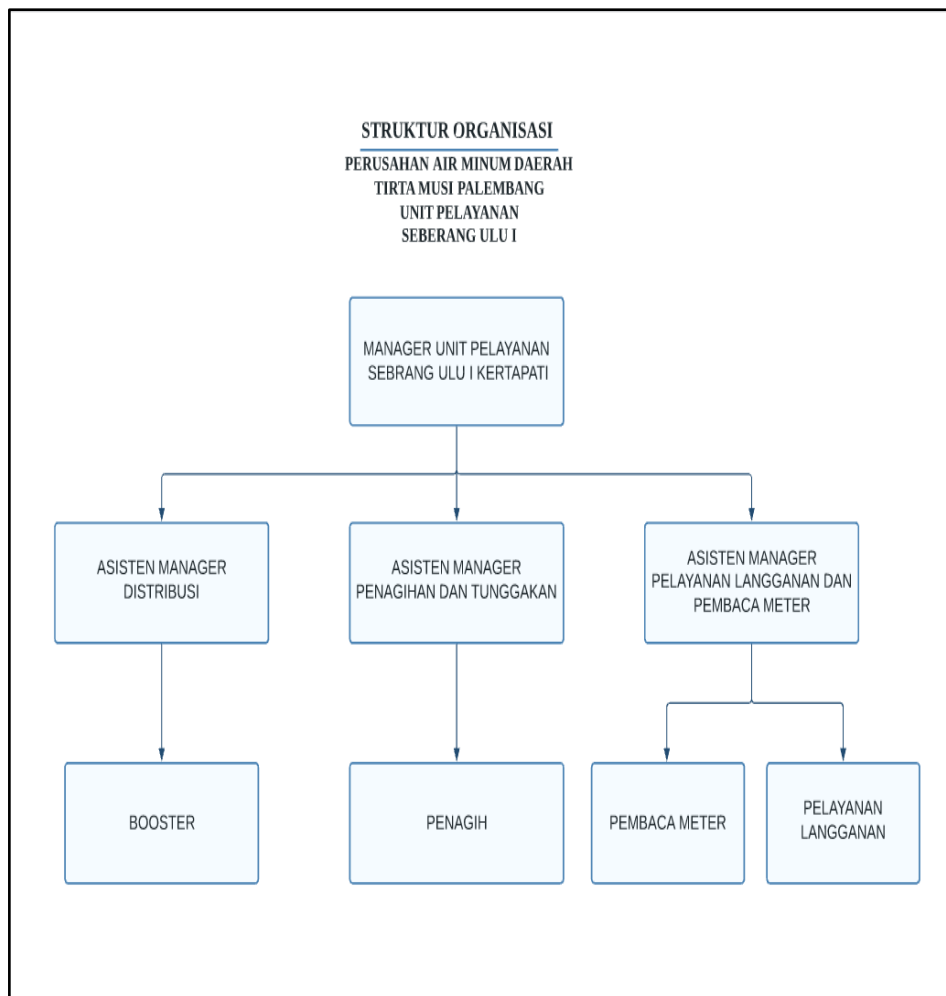 STRUKTUR ORGANISASI
PERUSAHAN AIR MINUM DAERAH
TIRTA MUSI PALEMBANG
UNIT PELAYANAN
SEBERANG ULU I
MANAGER UNIT PELAYANAN
SEBRANG ULU I KERTAPATI
ASISTEN MANAGER
DISTRIBUSI
ASISTEN MANAGER
PENAGIHAN DAN TUNGGAKAN
ASISTEN MANAGER
PELAYANAN LANGGANAN DAN
PEMBACA METER
BOOSTER
PENAGIH
PEMBACA METER
PELAYANAN
LANGGANAN